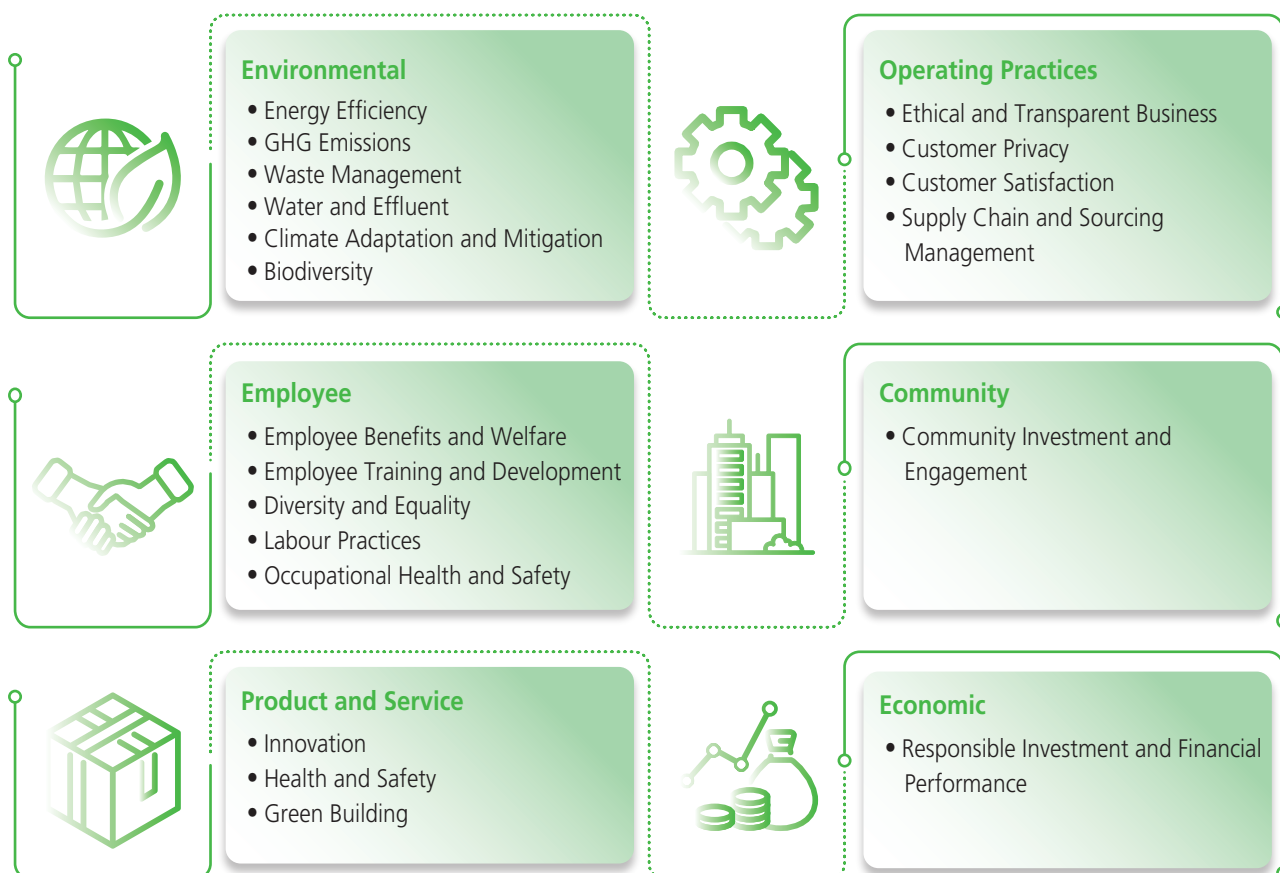 Environmental
• Energy Efficiency
• GHG Emissions
• Waste Management
• Water and Effluent
• Climate Adaptation and Mitigation
• Biodiversity
Operating Practices
• Ethical and Transparent Business
• Customer Privacy
• Customer Satisfaction
• Supply Chain and Sourcing
Management
Employee
• Employee Benefits and Welfare
• Employee Training and Development
• Diversity and Equality
• Labour Practices
• Occupational Health and Safety
Community
• Community Investment and
Engagement
Product and Service
• Innovation
• Health and Safety
• Green Building
Economic
• Responsible Investment and Financial
Performance